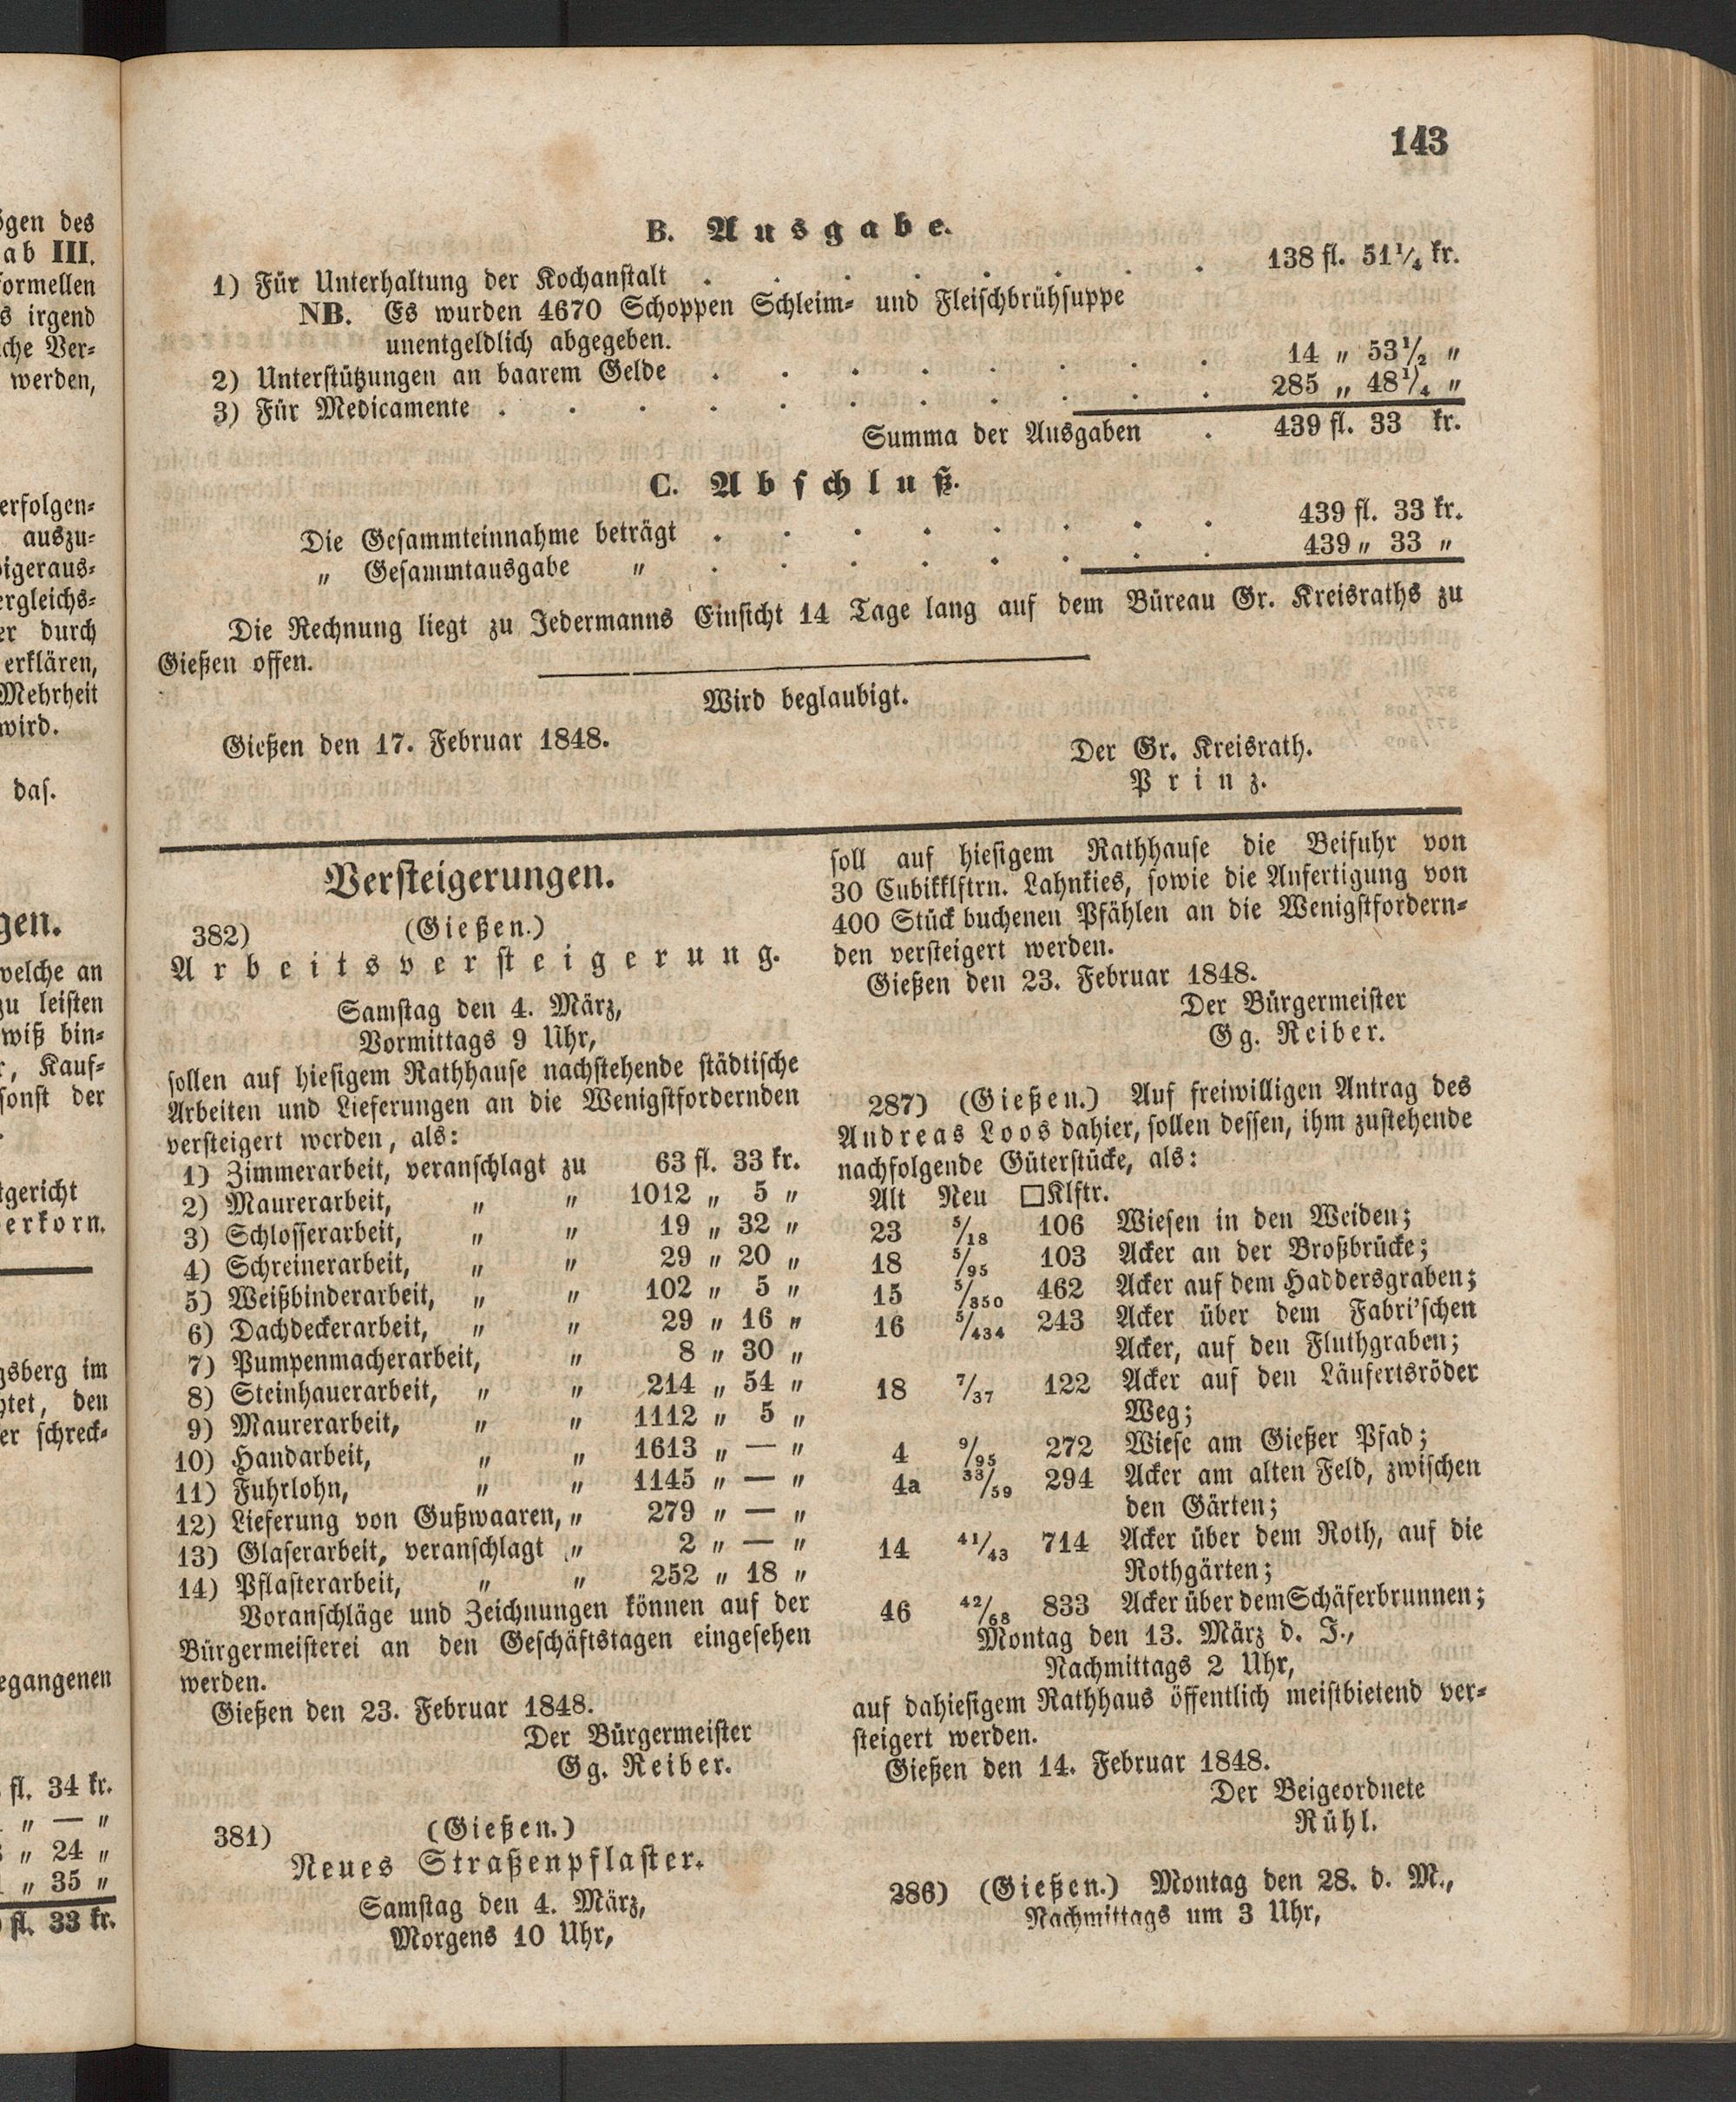 143
B. Ausgabe.
1) Für Unterhaltung der Kochanstalt . . . . . . . . 138 fl. 51¼ kr.
NB. Es wurden 4670 Schoppen Schleim- und Fleischbrühsuppe
unentgeldlich abgegeben.
2) Unterstützungen an baarem Gelde . . . . . . . . 14 „ 53½ „
3) Für Medicamente . . . . . . . . . . . 285 „ 48¼ „
Summa der Ausgaben . 439 fl. 33 kr.
C. Abschluß.
Die Gesammteinnahme beträgt . . . . . . . . 439 fl. 33 kr.
„ Gesammtausgabe „ . . . . . . . . 439 „ 33 „
Die Rechnung liegt zu Jedermanns Einsicht 14 Tage lang auf dem Büreau Gr. Kreisraths zu
Gießen offen.
Wird beglaubigt.
Gießen den 17. Februar 1848.
Der Gr. Kreisrath.
Prinz.
Versteigerungen.
382) (Gießen.)
Arbeitsversteigerung.
Samstag den 4. März,
Vormittags 9 Uhr,
sollen auf hiesigem Rathhause nachstehende städtische
Arbeiten und Lieferungen an die Wenigstfordernden
versteigert werden, als:
1) Zimmerarbeit, veranschlagt zu 63 fl. 33 kr.
2) Maurerarbeit, „ „ 1012 „ 5 „
3) Schlosserarbeit, „ „ 19 „ 32 „
4) Schreinerarbeit, „ „ 29 „ 20 „
5) Weißbinderarbeit, „ „ 102 „ 5 „
6) Dachdeckerarbeit, „ „ 29 „ 16 „
7) Pumpenmacherarbeit, „ 8 „ 30 „
8) Steinhauerarbeit, „ „ 214 „ 54 „
9) Maurerarbeit, „ „ 1112 „ 5 „
10) Handarbeit, „ „ 1613 „ — „
11) Fuhrlohn, „ „ 1145 „ — „
12) Lieferung von Gußwaaren, „ 279 „ — „
13) Glaserarbeit, veranschlagt „ 2 „ — „
14) Pflasterarbeit, „ „ 252 „ 18 „
Voranschläge und Zeichnungen können auf der
Bürgermeisterei an den Geschäftstagen eingesehen
werden.
Gießen den 23. Februar 1848.
Der Bürgermeister
Gg. Reiber.
381) (Gießen.)
Neues Straßenpflaster.
Samstag den 4. März,
Morgens 10 Uhr,
soll auf hiesigem Rathhause die Beifuhr von
30 Cubikklftrn. Lahnkies, sowie die Anfertigung von
400 Stück buchenen Pfählen an die Wenigstfordern-
den versteigert werden.
Gießen den 23. Februar 1848.
Der Bürgermeister
Gg. Reiber.
287) (Gießen.) Auf freiwilligen Antrag des
Andreas Loos dahier, sollen dessen, ihm zustehende
nachfolgende Güterstücke, als:
Alt Neu □Klftr.
23 5/18 106 Wiesen in den Weiden;
18 5/95 103 Acker an der Broßbrücke;
15 5/350 462 Acker auf dem Haddersgraben;
16 5/434 243 Acker über dem Fabri'schen
Acker, auf den Fluthgraben;
18 7/37 122 Acker auf den Läufertsröder
Weg;
4 9/95 272 Wiese am Gießer Pfad;
4a 33/59 294 Acker am alten Feld, zwischen
den Gärten;
14 41/43 714 Acker über dem Roth, auf die
Rothgärten;
46 42/68 833 Acker über dem Schäferbrunnen;
Montag den 13. März d. J.,
Nachmittags 2 Uhr,
auf dahiesigem Rathhaus öffentlich meistbietend ver-
steigert werden.
Gießen den 14. Februar 1848.
Der Beigeordnete
Rühl.
286) (Gießen.) Montag den 28. d. M.,
Nachmittags um 3 Uhr,